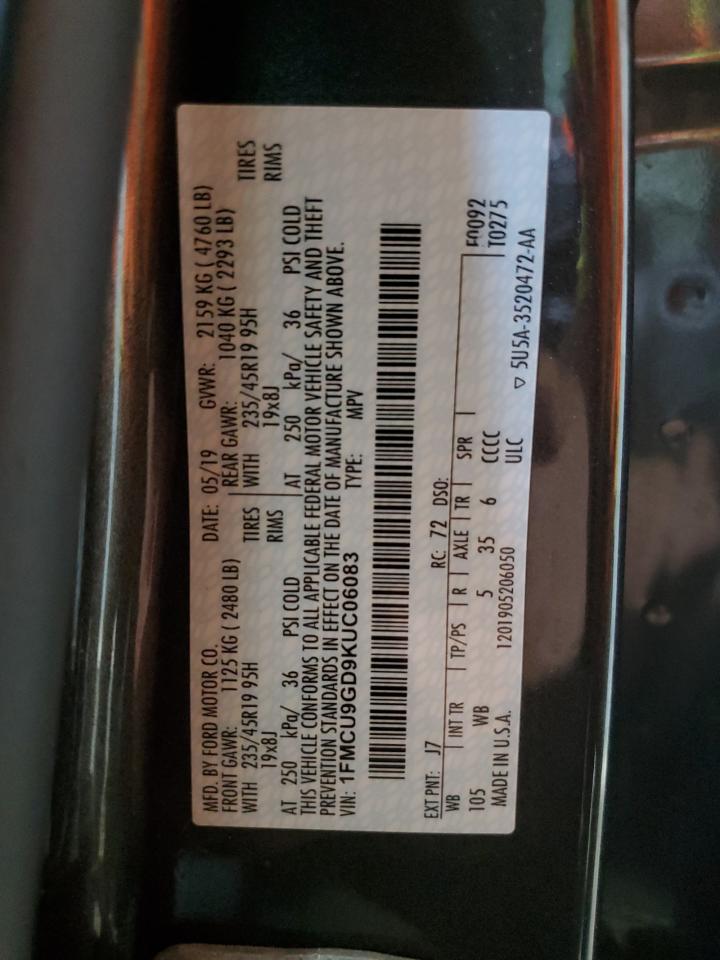 MFD. BY FORD MOTOR CO.
DATE: 05/19 GVWR: 2159 KG ( 4760 LB)
FRONT GAWR: 1125 KG ( 2480 LB) REAR GAWR: 1040 KG ( 2293 LB)
WITH 235/45R19 95H TIRES WITH 235/45R19 95H TIRES
19x8J RIMS 19x8J RIMS
AT 250 kPa/ 36 PSI COLD AT 250 kPa/ 36 PSI COLD
THIS VEHICLE CONFORMS TO ALL APPLICABLE FEDERAL MOTOR VEHICLE SAFETY AND THEFT
PREVENTION STANDARDS IN EFFECT ON THE DATE OF MANUFACTURE SHOWN ABOVE.
VIN: 1FMCU9GD9KUC06083 TYPE: MPV
EXT PNT: J7 RC: 72 DSO:
WB INT TR TP/PS R AXLE TR SPR
105 WB 5 35 6 CCCC T0275
MADE IN U.S.A. 1201905206050 ULC ▽ 5U5A-3520472-AA